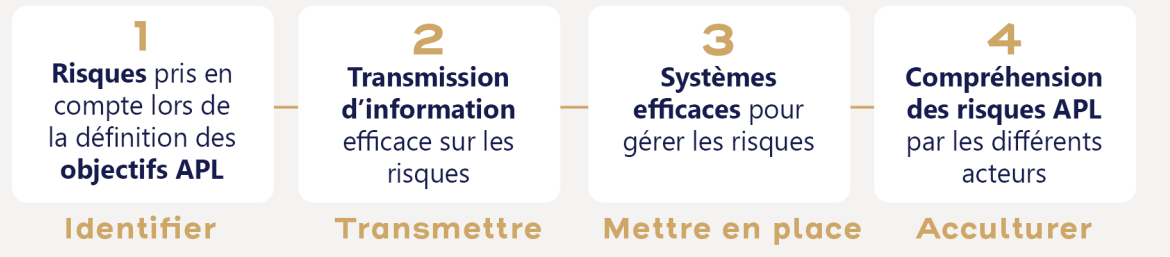 1
Risques pris en
compte lors de
la définition des
objectifs APL
Identifier
2
Transmission
d’information
efficace sur les
risques
Transmettre
3
Systèmes
efficaces pour
gérer les risques
Mettre en place
4
Compréhension
des risques APL
par les différents
acteurs
Acculturer